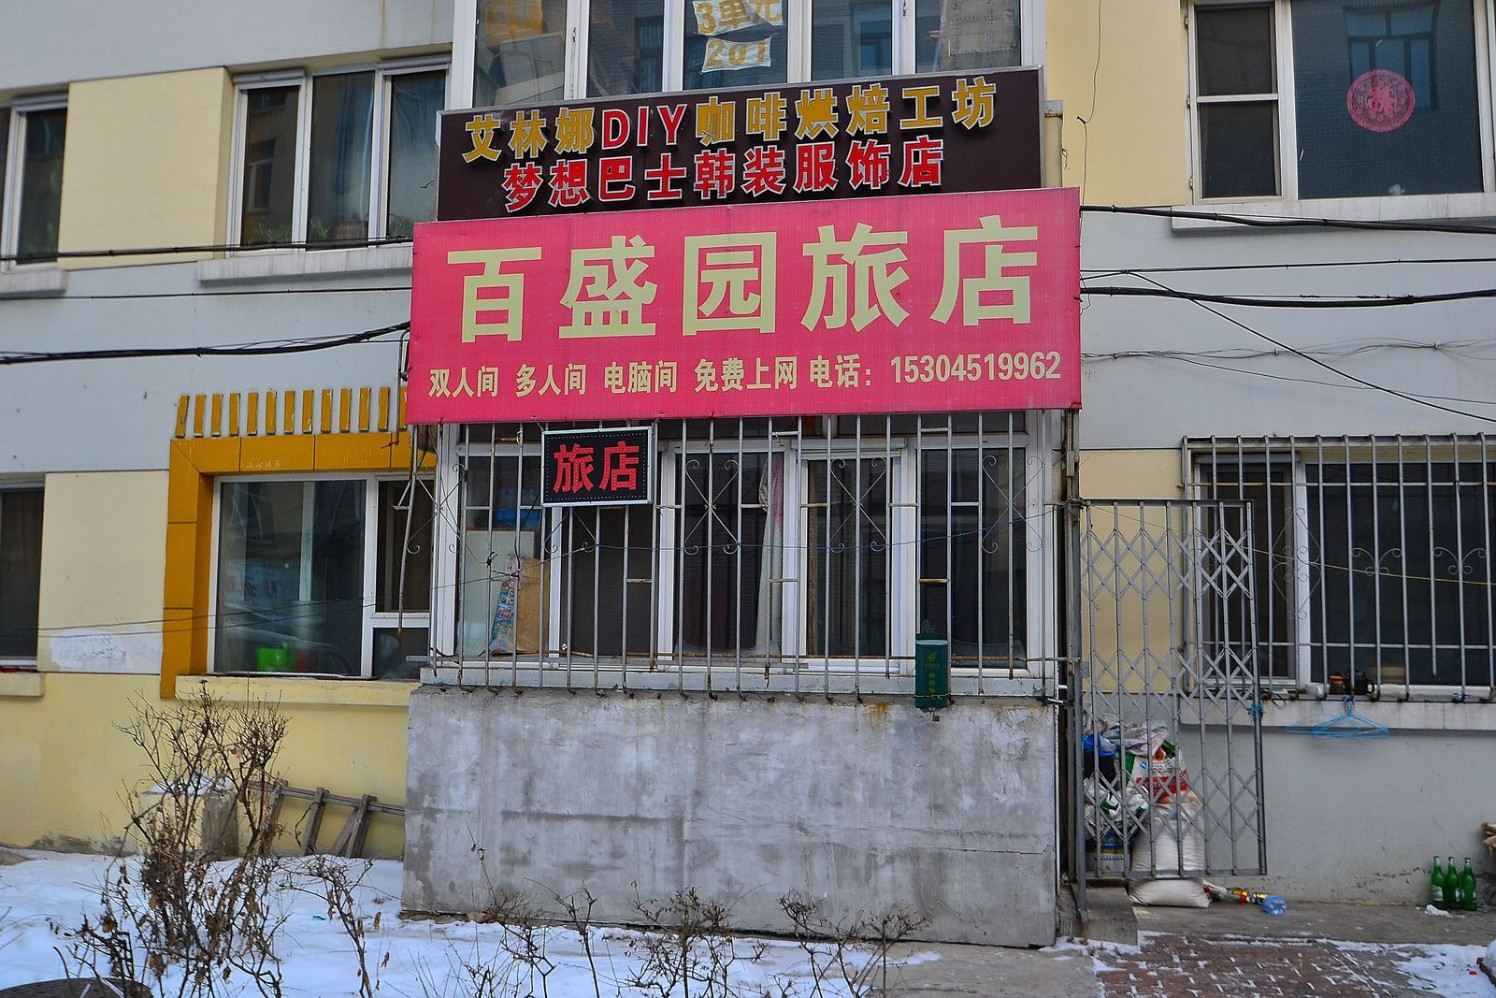 3单元
201
艾林娜DIY咖啡烘焙工坊
梦想巴士韩装服饰店
百盛园旅店
双人间 多人间 电脑间 免费上网 电话：15304519962
旅店